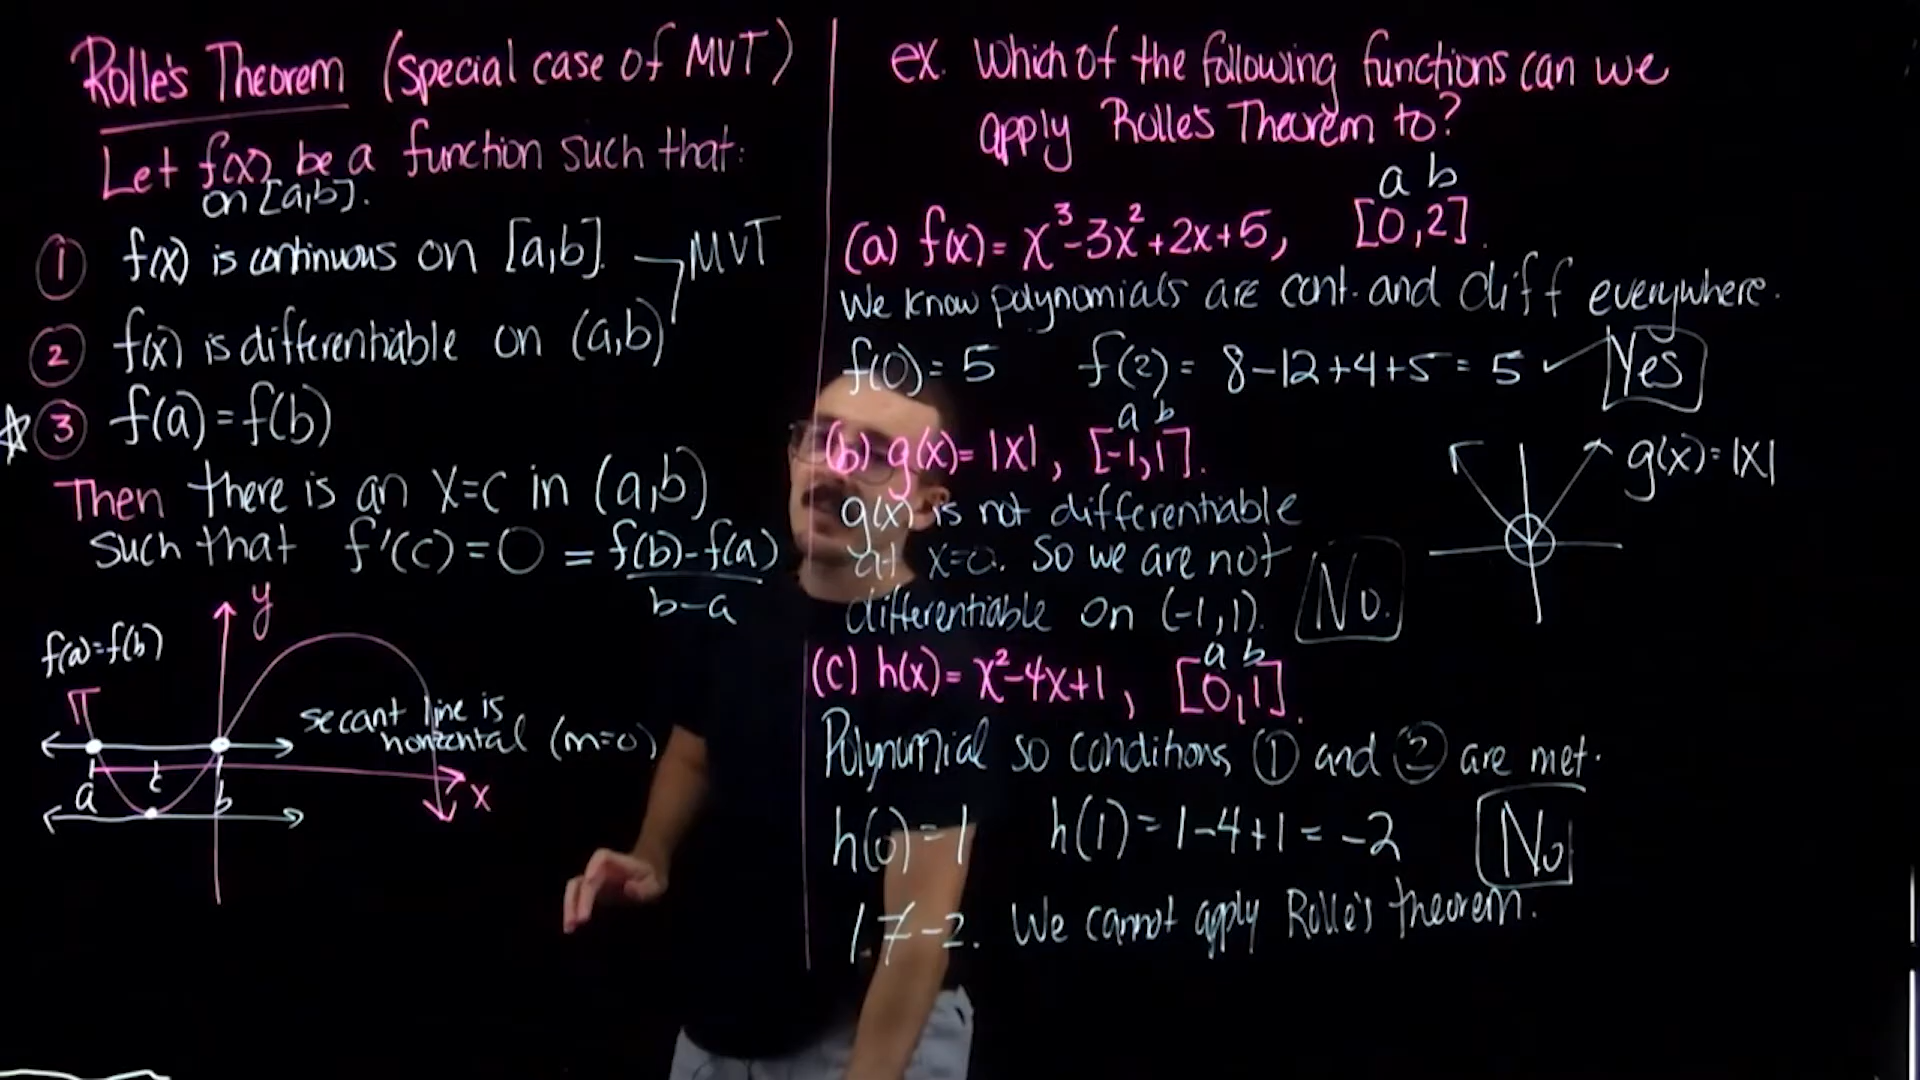 Rolle's Theorem (special case of MVT)
Let f(x) be a function such that:
on [a,b].
① f(x) is continuous on [a,b]. MVT
② f(x) is differentiable on (a,b)
☆ ③ f(a)=f(b)
Then there is an x=c in (a,b)
such that f'(c)=0 = f(b)-f(a)
b-a
y
f(a)=f(b)
secant line is
horizontal (m=0)
a c b x
ex. Which of the following functions can we
apply Rolle's Theorem to?
a b
(a) f(x)= x³-3x²+2x+5, [0,2].
We know polynomials are cont. and diff everywhere.
f(0)= 5 f(2)= 8-12+4+5 = 5 ✓ Yes
a b
(b) g(x)= |x|, [-1,1]. g(x)=|x|
g(x) is not differentiable
at x=0. So we are not
differentiable on (-1,1). No.
a b
(c) h(x)= x²-4x+1, [0,1].
Polynomial so conditions ① and ② are met.
h(0)=1 h(1)= 1-4+1 = -2 No
1≠-2. We cannot apply Rolle's theorem.